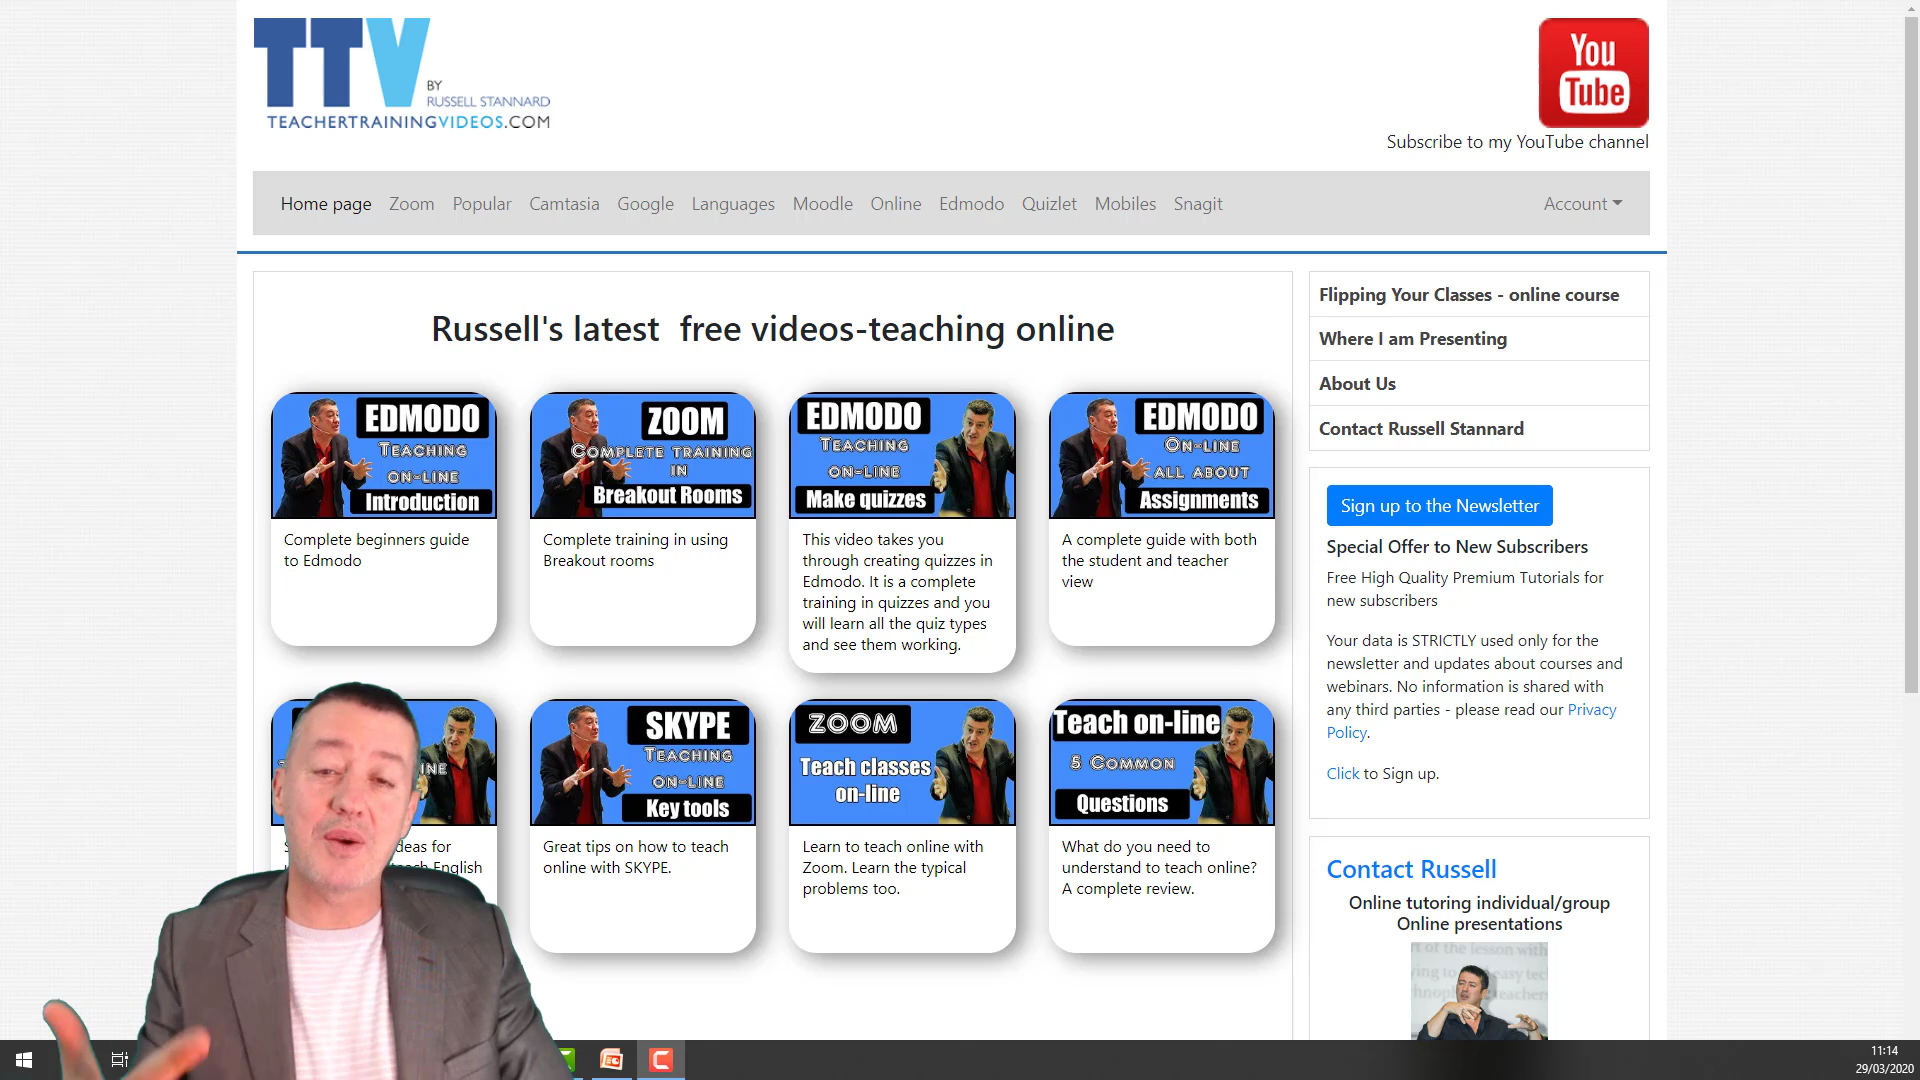 TTV
BY
RUSSELL STANNARD
TEACHERTRAININGVIDEOS.COM
You
Tube
Subscribe to my YouTube channel
Home page Zoom Popular Camtasia Google Languages Moodle Online Edmodo Quizlet Mobiles Snagit Account
Russell's latest free videos-teaching online
EDMODO
TEACHING
ON-LINE
Introduction
Complete beginners guide
to Edmodo
ZOOM
COMPLETE TRAINING
IN
Breakout Rooms
Complete training in using
Breakout rooms
EDMODO
TEACHING
ON-LINE
Make quizzes
This video takes you
through creating quizzes in
Edmodo. It is a complete
training in quizzes and you
will learn all the quiz types
and see them working.
EDMODO
ON-LINE
ALL ABOUT
Assignments
A complete guide with both
the student and teacher
view
English
SKYPE
TEACHING
ON-LINE
Key tools
Great tips on how to teach
online with SKYPE.
ZOOM
Teach classes
on-line
Learn to teach online with
Zoom. Learn the typical
problems too.
Teach on-line
5 COMMON
Questions
What do you need to
understand to teach online?
A complete review.
Flipping Your Classes - online course
Where I am Presenting
About Us
Contact Russell Stannard
Sign up to the Newsletter
Special Offer to New Subscribers
Free High Quality Premium Tutorials for
new subscribers
Your data is STRICTLY used only for the
newsletter and updates about courses and
webinars. No information is shared with
any third parties - please read our Privacy
Policy.
Click to Sign up.
Contact Russell
Online tutoring individual/group
Online presentations
11:14
29/03/2020